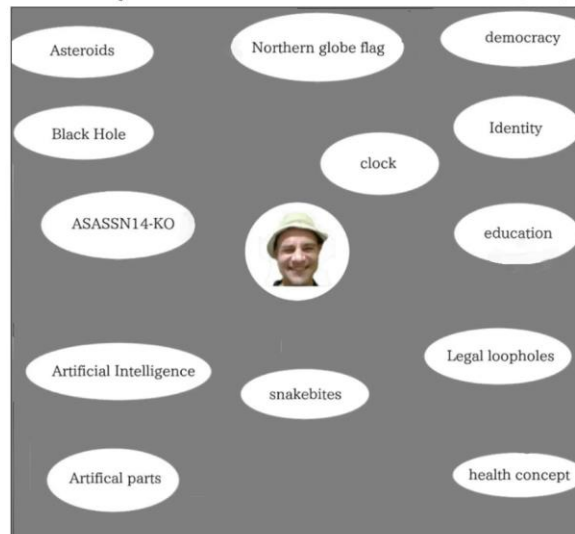 Asteroids
Northern globe flag
democracy
Black Hole
Identity
clock
ASASSN14-KO
education
Artificial Intelligence
Legal loopholes
snakebites
Artifical parts
health concept